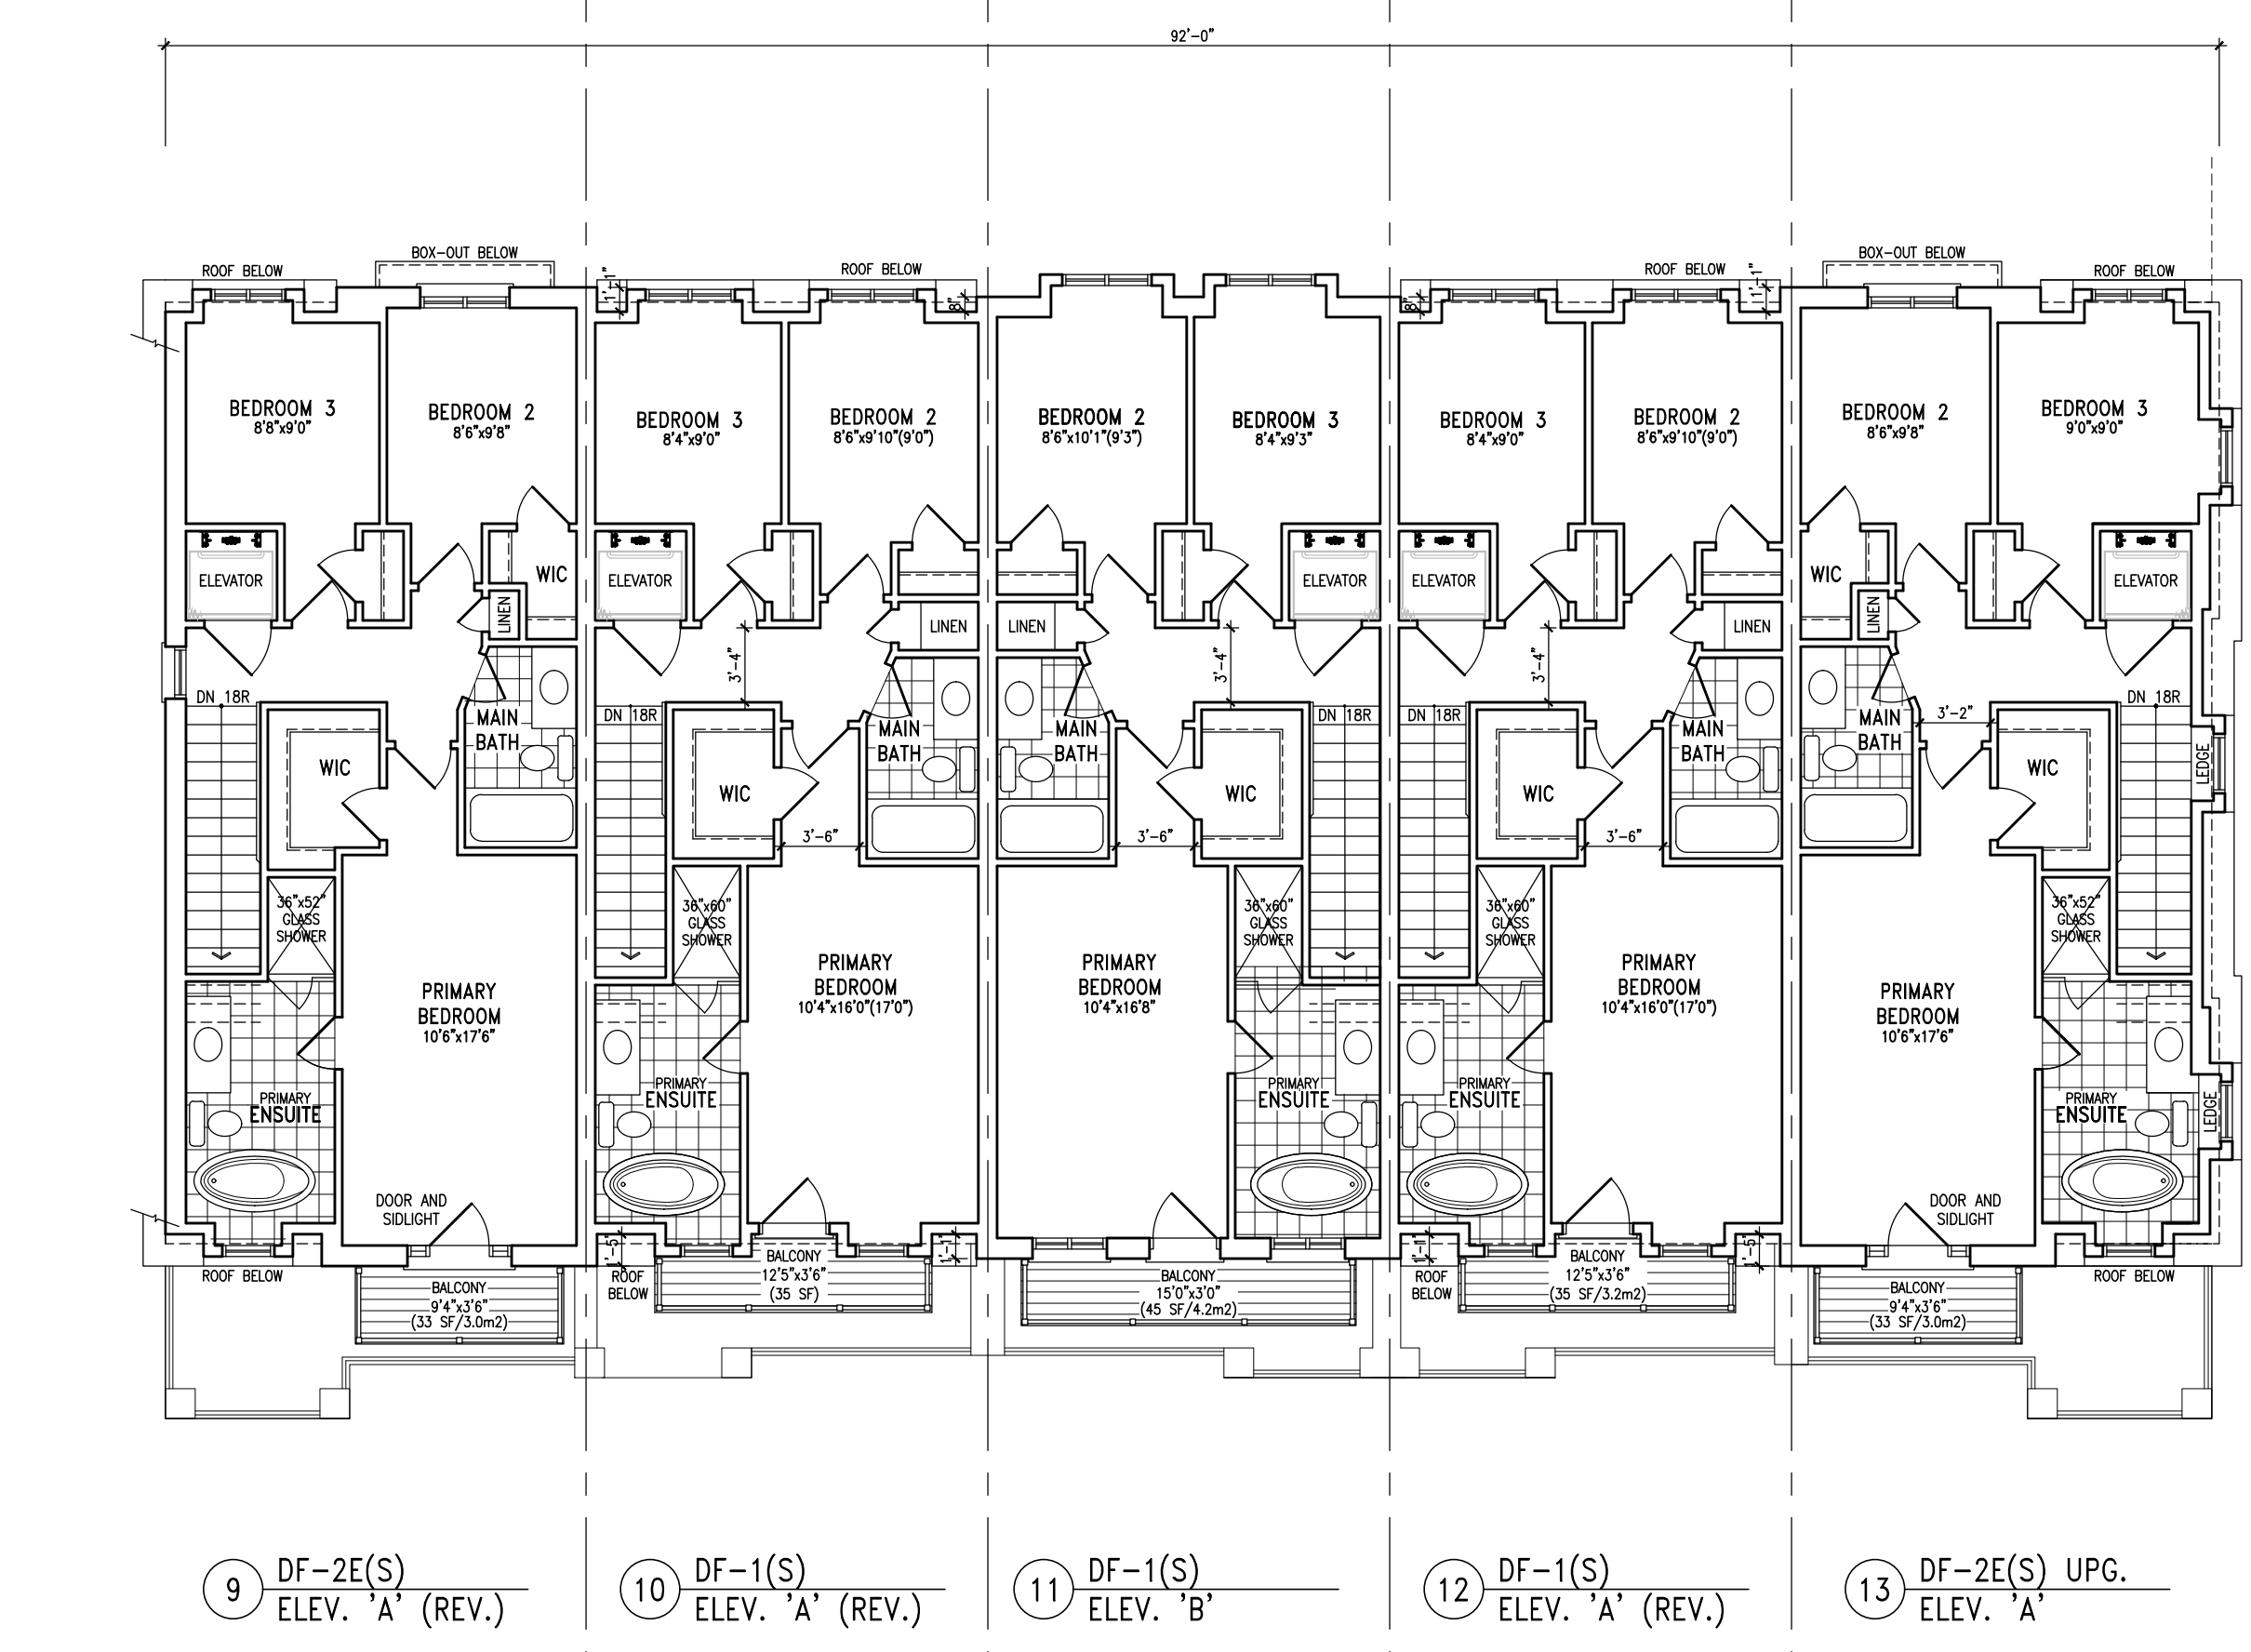 92'-0"
BOX-OUT BELOW
ROOF BELOW
1'-1"
ROOF BELOW
8"
8"
ROOF BELOW
1'-1"
BOX-OUT BELOW
ROOF BELOW
BEDROOM 3
8'8"x9'0"
BEDROOM 2
8'6"x9'8"
BEDROOM 3
8'4"x9'0"
BEDROOM 2
8'6"x9'10"(9'0")
BEDROOM 2
8'6"x10'1"(9'3")
BEDROOM 3
8'4"x9'3"
BEDROOM 3
8'4"x9'0"
BEDROOM 2
8'6"x9'10"(9'0")
BEDROOM 2
8'6"x9'8"
BEDROOM 3
9'0"x9'0"
ELEVATOR
WIC
LINEN
ELEVATOR
LINEN
LINEN
ELEVATOR
ELEVATOR
LINEN
WIC
LINEN
ELEVATOR
3'-4"
3'-4"
3'-4"
DN 18R
MAIN
BATH
WIC
DN 18R
WIC
MAIN
BATH
3'-6"
MAIN
BATH
WIC
DN 18R
3'-6"
DN 18R
WIC
MAIN
BATH
3'-6"
MAIN
BATH
3'-2"
WIC
DN 18R
LEDGE
36"x52"
GLASS
SHOWER
36"x60"
GLASS
SHOWER
36"x60"
GLASS
SHOWER
36"x60"
GLASS
SHOWER
36"x52"
GLASS
SHOWER
PRIMARY
BEDROOM
10'6"x17'6"
PRIMARY
BEDROOM
10'4"x16'0"(17'0")
PRIMARY
BEDROOM
10'4"x16'8"
PRIMARY
BEDROOM
10'4"x16'0"(17'0")
PRIMARY
BEDROOM
10'6"x17'6"
PRIMARY
ENSUITE
PRIMARY
ENSUITE
PRIMARY
ENSUITE
PRIMARY
ENSUITE
PRIMARY
ENSUITE
LEDGE
DOOR AND
SIDLIGHT
DOOR AND
SIDLIGHT
1'-5"
1'-1"
1'-1"
1'-5"
ROOF BELOW
BALCONY
9'4"x3'6"
(33 SF/3.0m2)
ROOF
BELOW
BALCONY
12'5"x3'6"
(35 SF)
BALCONY
15'0"x3'0"
(45 SF/4.2m2)
ROOF
BELOW
BALCONY
12'5"x3'6"
(35 SF/3.2m2)
BALCONY
9'4"x3'6"
(33 SF/3.0m2)
ROOF BELOW
9
DF-2E(S)
ELEV. 'A' (REV.)
10
DF-1(S)
ELEV. 'A' (REV.)
11
DF-1(S)
ELEV. 'B'
12
DF-1(S)
ELEV. 'A' (REV.)
13
DF-2E(S) UPG.
ELEV. 'A'